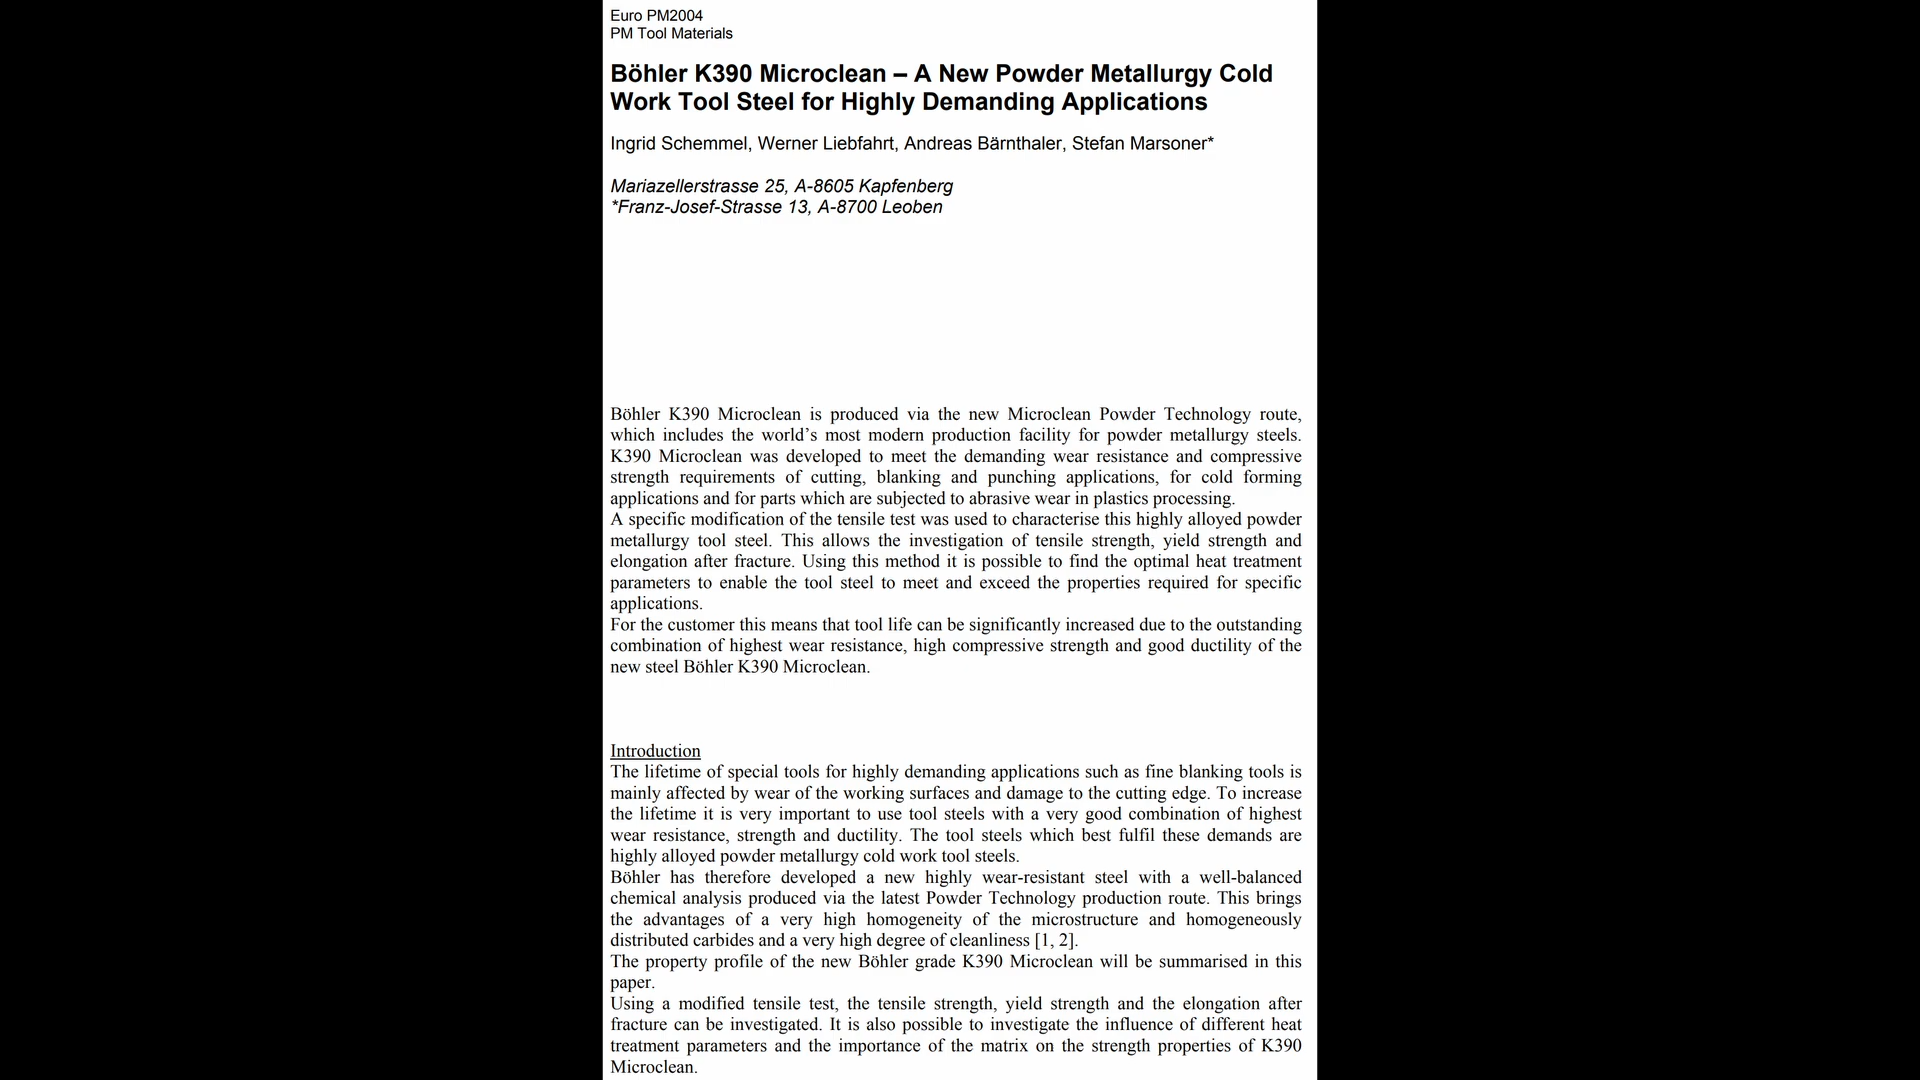 Euro PM2004
PM Tool Materials
Böhler K390 Microclean – A New Powder Metallurgy Cold
Work Tool Steel for Highly Demanding Applications
Ingrid Schemmel, Werner Liebfahrt, Andreas Bärnthaler, Stefan Marsoner*
Mariazellerstrasse 25, A-8605 Kapfenberg
*Franz-Josef-Strasse 13, A-8700 Leoben
Böhler K390 Microclean is produced via the new Microclean Powder Technology route,
which includes the world’s most modern production facility for powder metallurgy steels.
K390 Microclean was developed to meet the demanding wear resistance and compressive
strength requirements of cutting, blanking and punching applications, for cold forming
applications and for parts which are subjected to abrasive wear in plastics processing.
A specific modification of the tensile test was used to characterise this highly alloyed powder
metallurgy tool steel. This allows the investigation of tensile strength, yield strength and
elongation after fracture. Using this method it is possible to find the optimal heat treatment
parameters to enable the tool steel to meet and exceed the properties required for specific
applications.
For the customer this means that tool life can be significantly increased due to the outstanding
combination of highest wear resistance, high compressive strength and good ductility of the
new steel Böhler K390 Microclean.
Introduction
The lifetime of special tools for highly demanding applications such as fine blanking tools is
mainly affected by wear of the working surfaces and damage to the cutting edge. To increase
the lifetime it is very important to use tool steels with a very good combination of highest
wear resistance, strength and ductility. The tool steels which best fulfil these demands are
highly alloyed powder metallurgy cold work tool steels.
Böhler has therefore developed a new highly wear-resistant steel with a well-balanced
chemical analysis produced via the latest Powder Technology production route. This brings
the advantages of a very high homogeneity of the microstructure and homogeneously
distributed carbides and a very high degree of cleanliness [1, 2].
The property profile of the new Böhler grade K390 Microclean will be summarised in this
paper.
Using a modified tensile test, the tensile strength, yield strength and the elongation after
fracture can be investigated. It is also possible to investigate the influence of different heat
treatment parameters and the importance of the matrix on the strength properties of K390
Microclean.